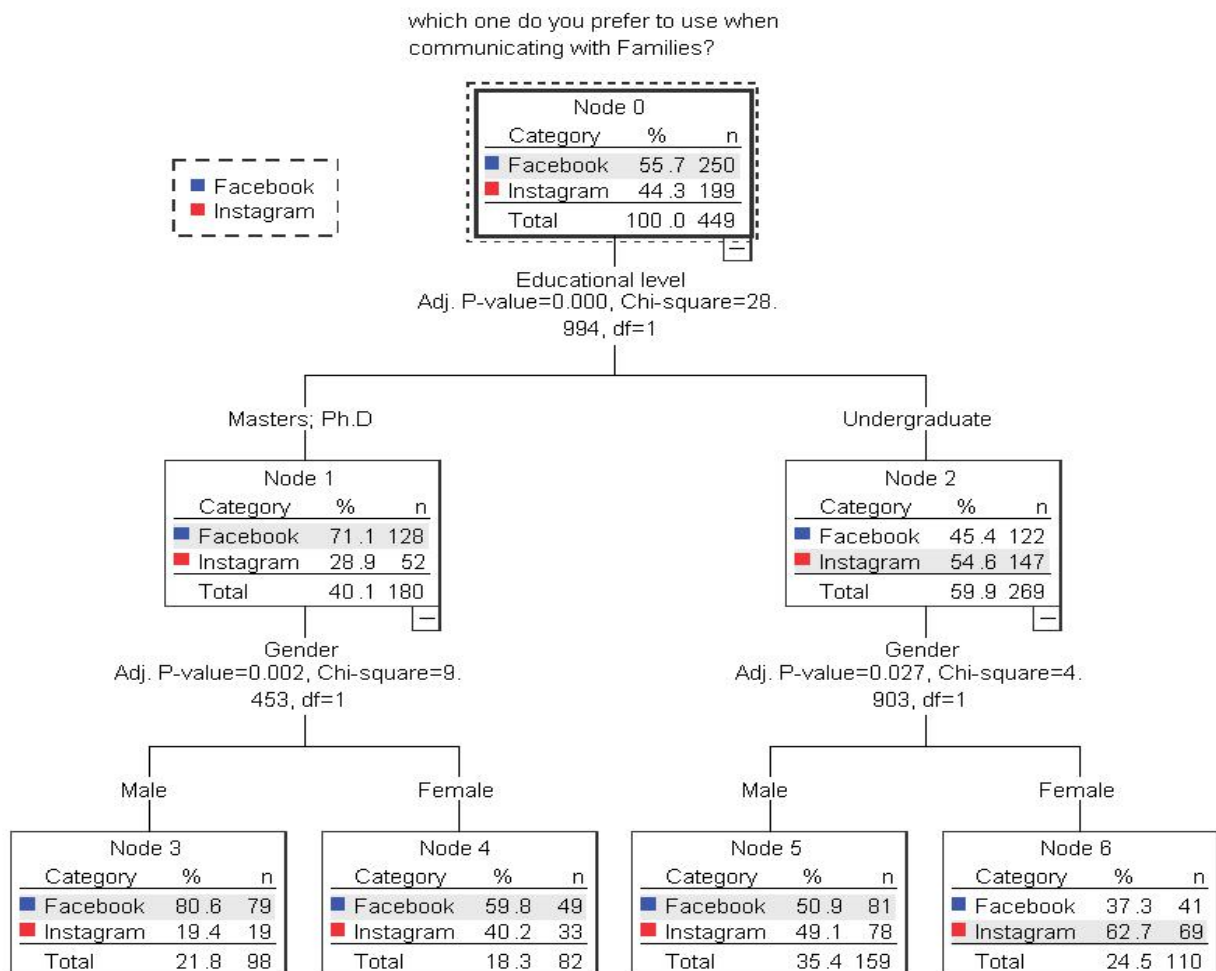 which one do you prefer to use when
communicating with Families?
Node 0
Category % n
Facebook 55.7 250
Instagram 44.3 199
Total 100.0 449
Facebook
Instagram
Educational level
Adj. P-value=0.000, Chi-square=28.
994, df=1
Masters; Ph.D
Undergraduate
Node 1
Category % n
Facebook 71.1 128
Instagram 28.9 52
Total 40.1 180
Node 2
Category % n
Facebook 45.4 122
Instagram 54.6 147
Total 59.9 269
Gender
Adj. P-value=0.002, Chi-square=9.
453, df=1
Gender
Adj. P-value=0.027, Chi-square=4.
903, df=1
Male
Female
Male
Female
Node 3
Category % n
Facebook 80.6 79
Instagram 19.4 19
Total 21.8 98
Node 4
Category % n
Facebook 59.8 49
Instagram 40.2 33
Total 18.3 82
Node 5
Category % n
Facebook 50.9 81
Instagram 49.1 78
Total 35.4 159
Node 6
Category % n
Facebook 37.3 41
Instagram 62.7 69
Total 24.5 110